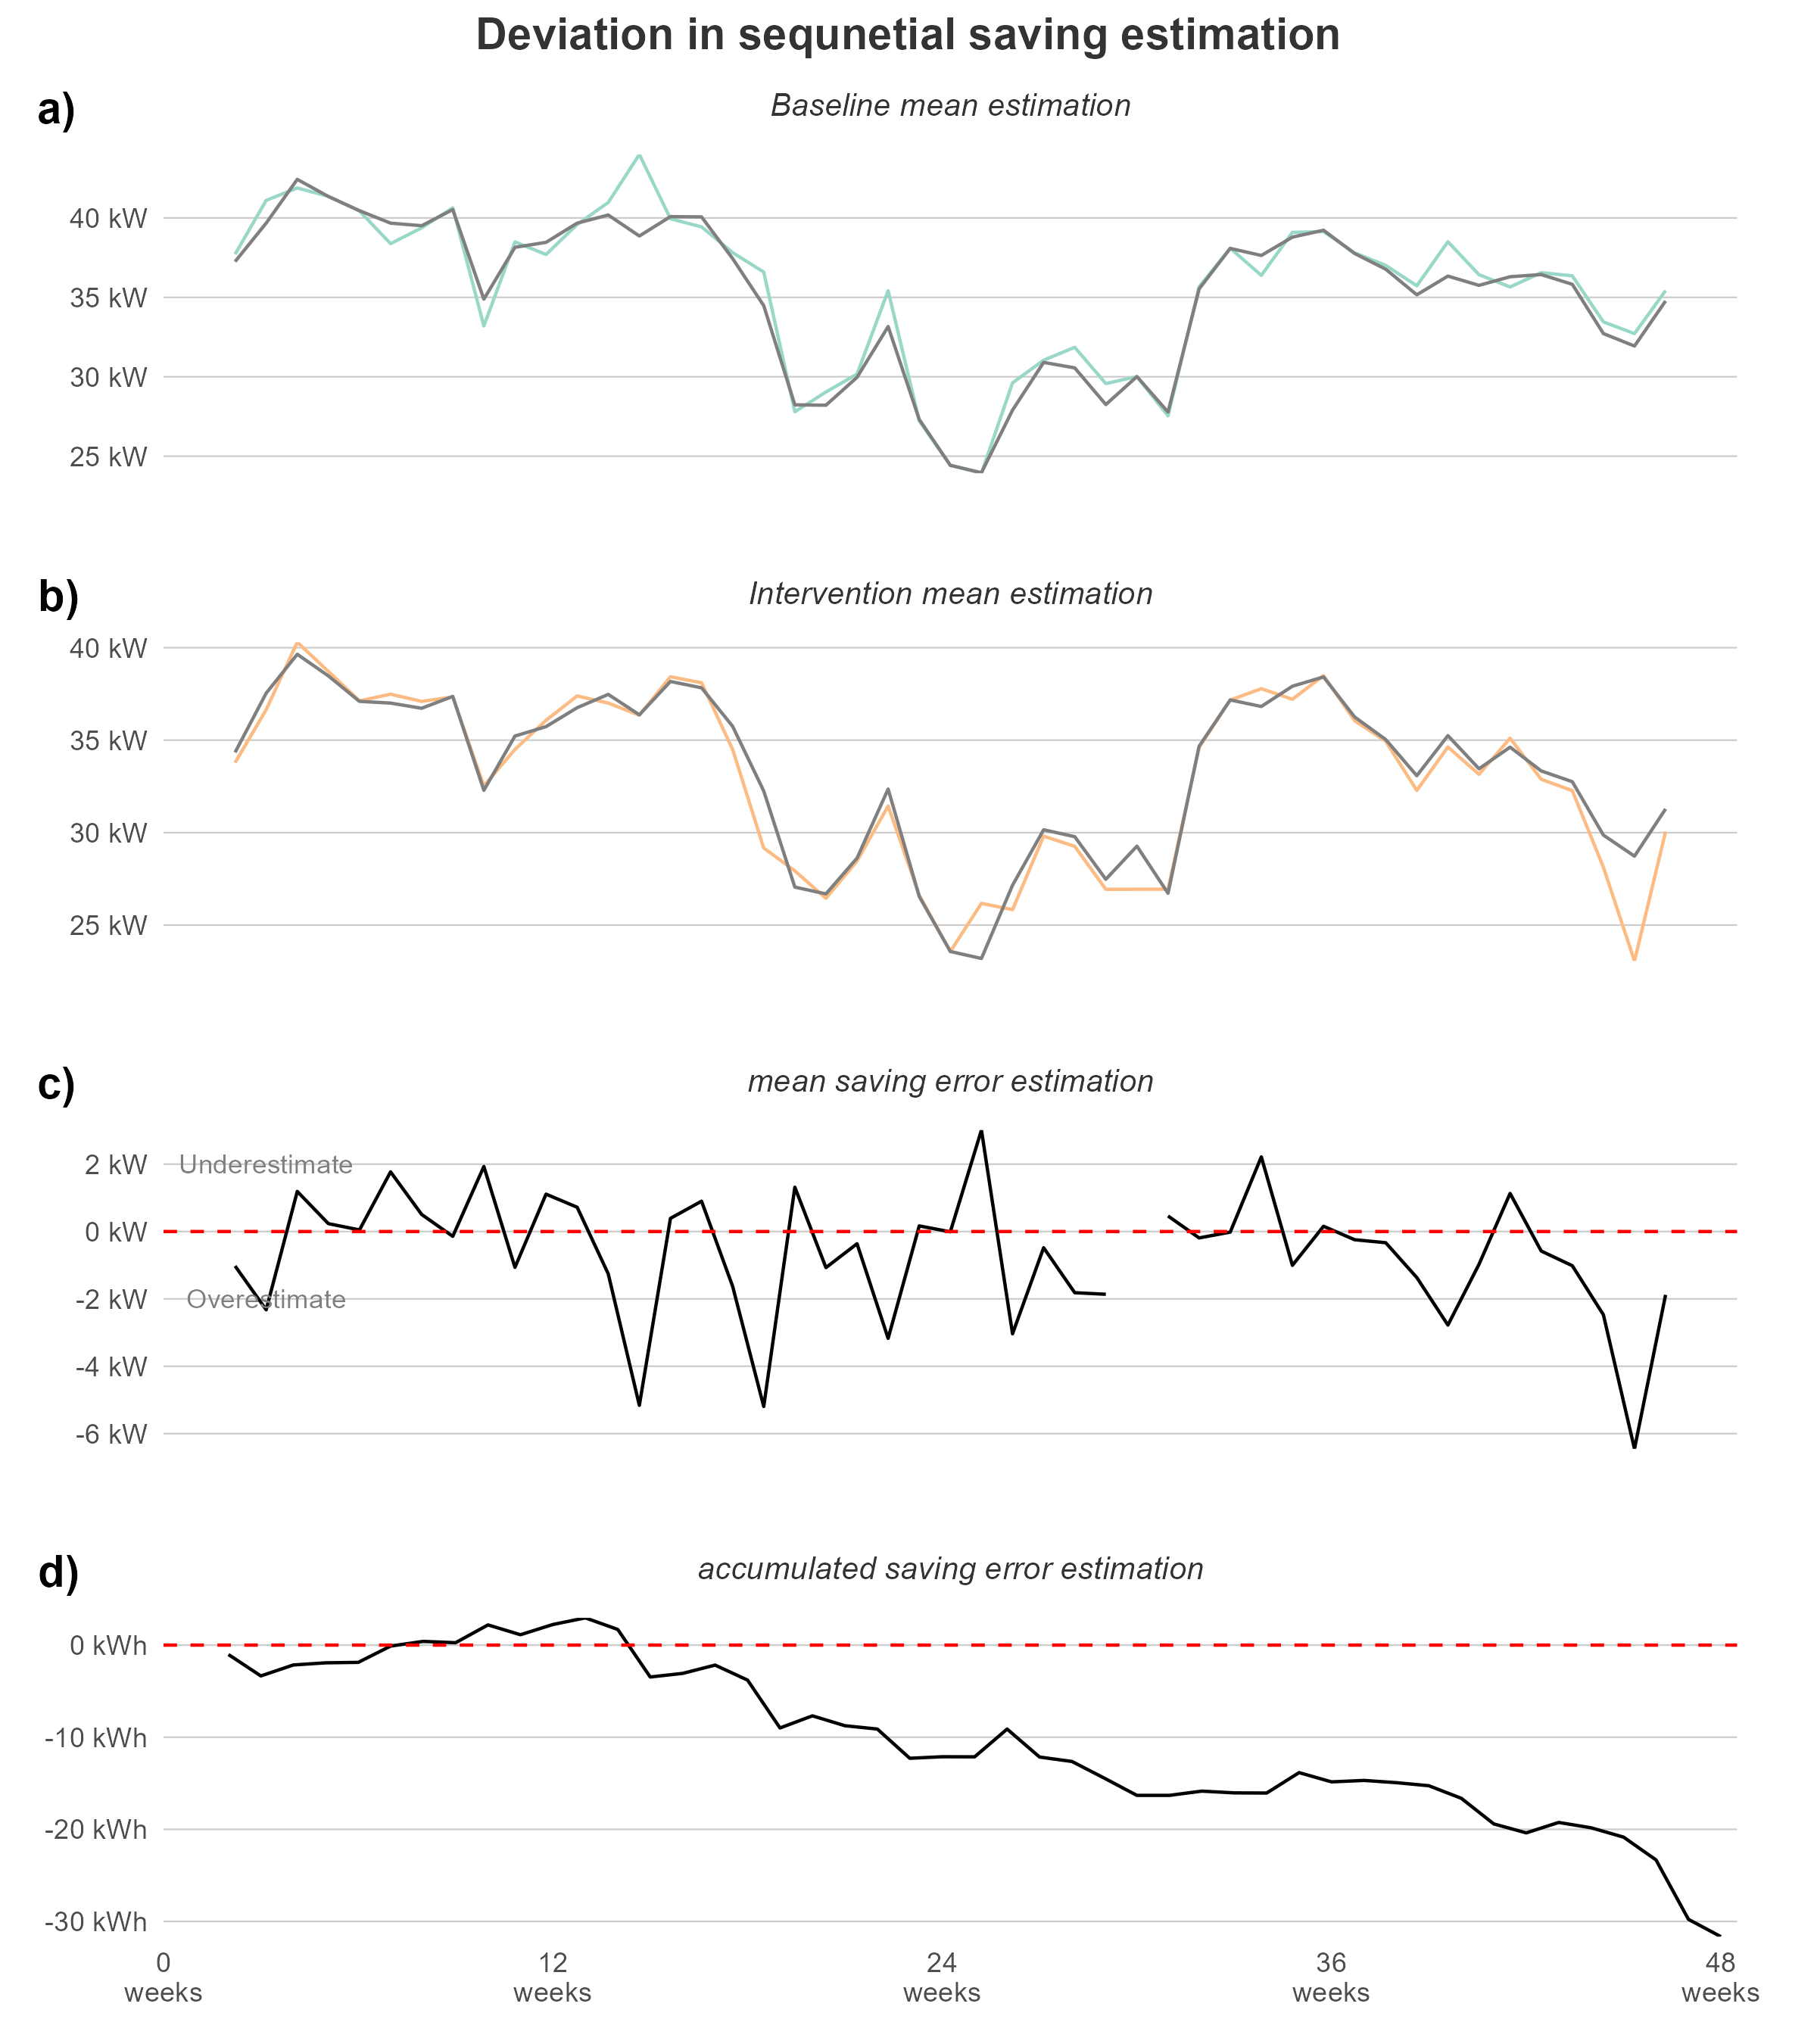 Deviation in sequnetial saving estimation
a)
Baseline mean estimation
40 kW
35 kW
30 kW
25 kW
b)
Intervention mean estimation
40 kW
35 kW
30 kW
25 kW
c)
mean saving error estimation
2 kW
Underestimate
0 kW
-2 kW
Overestimate
-4 kW
-6 kW
d)
accumulated saving error estimation
0 kWh
-10 kWh
-20 kWh
-30 kWh
0 12 24 36 48
weeks weeks weeks weeks weeks